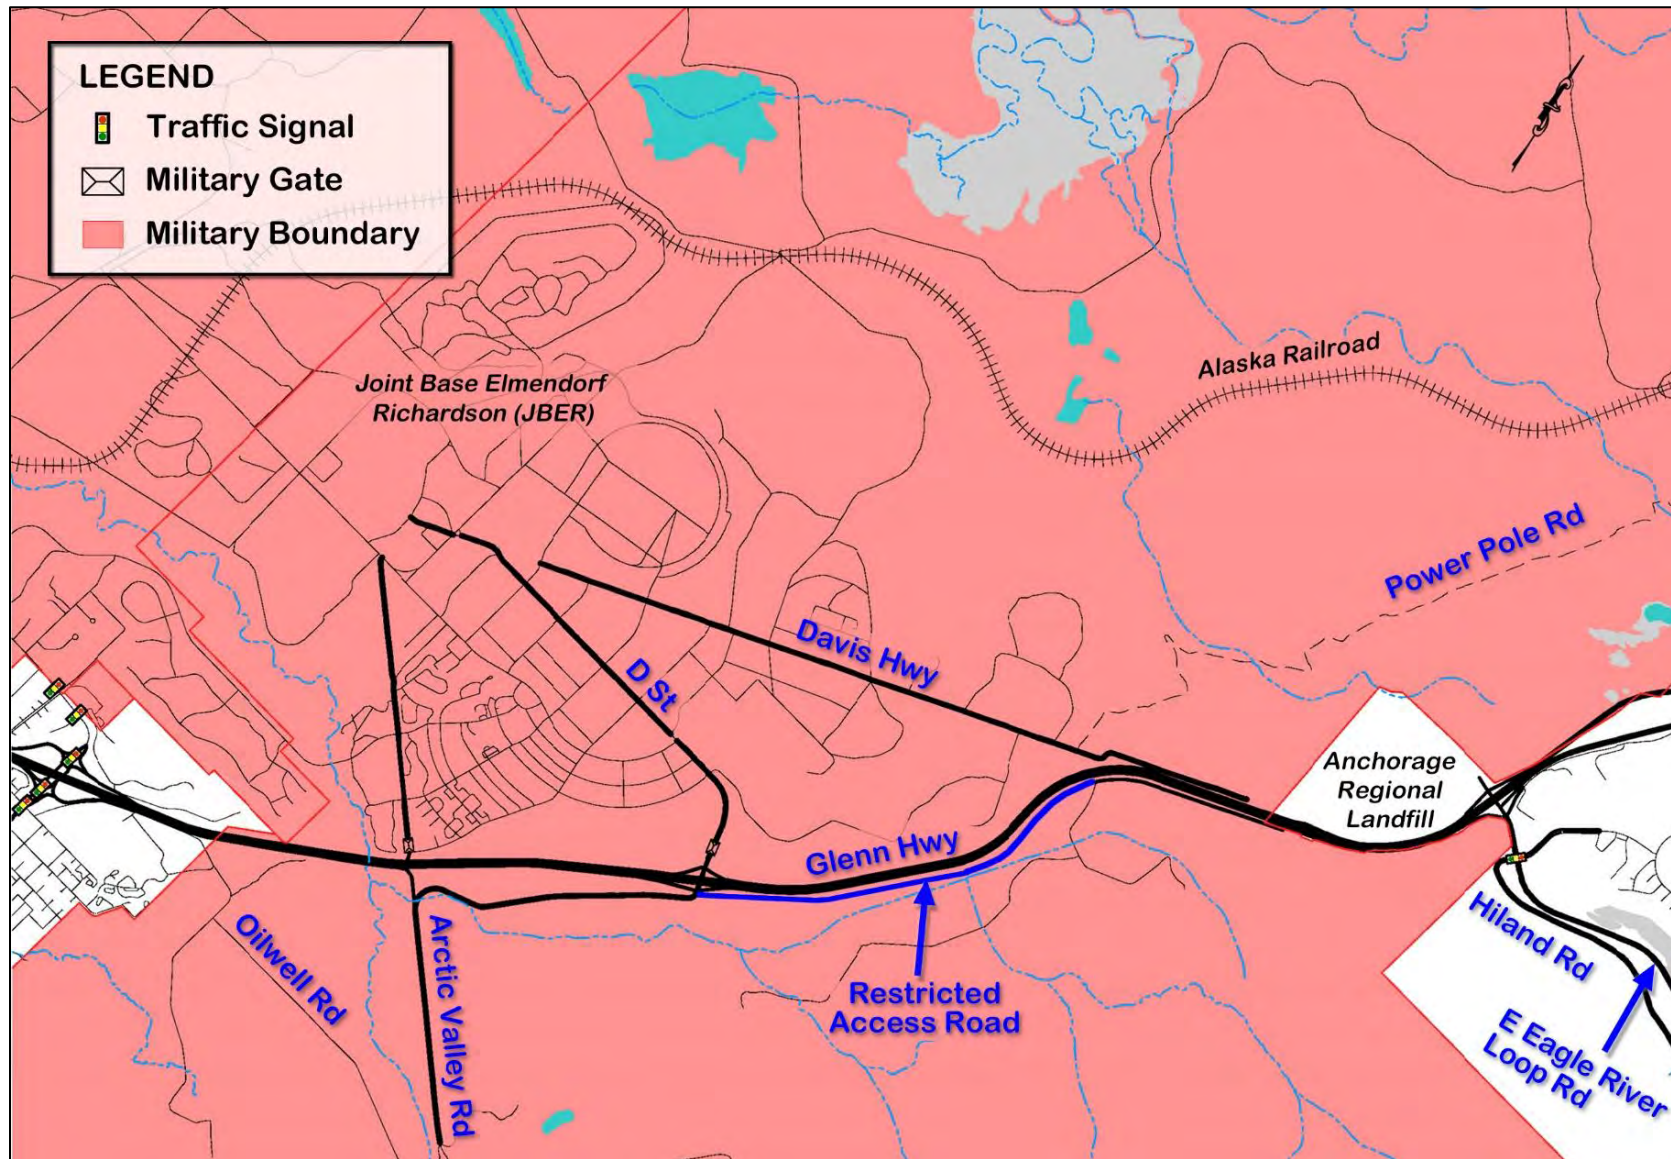 LEGEND
Traffic Signal
Military Gate
Military Boundary
Joint Base Elmendorf
Richardson (JBER)
Alaska Railroad
Power Pole Rd
Davis Hwy
D St
Anchorage
Regional
Landfill
Glenn Hwy
Oilwell Rd
Arctic Valley Rd
Restricted
Access Road
Hiland Rd
E Eagle River
Loop Rd